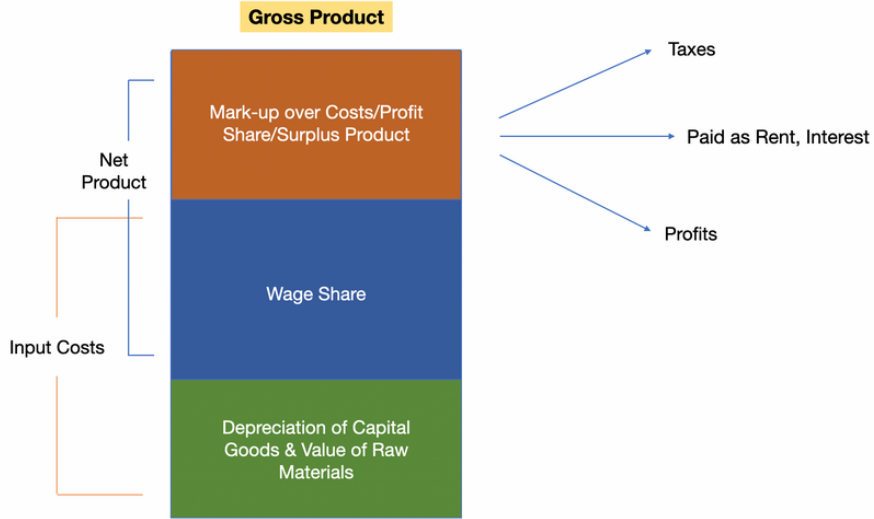 Gross Product
Taxes
Mark-up over Costs/Profit
Share/Surplus Product
Paid as Rent, Interest
Net
Product
Profits
Wage Share
Input Costs
Depreciation of Capital
Goods & Value of Raw
Materials